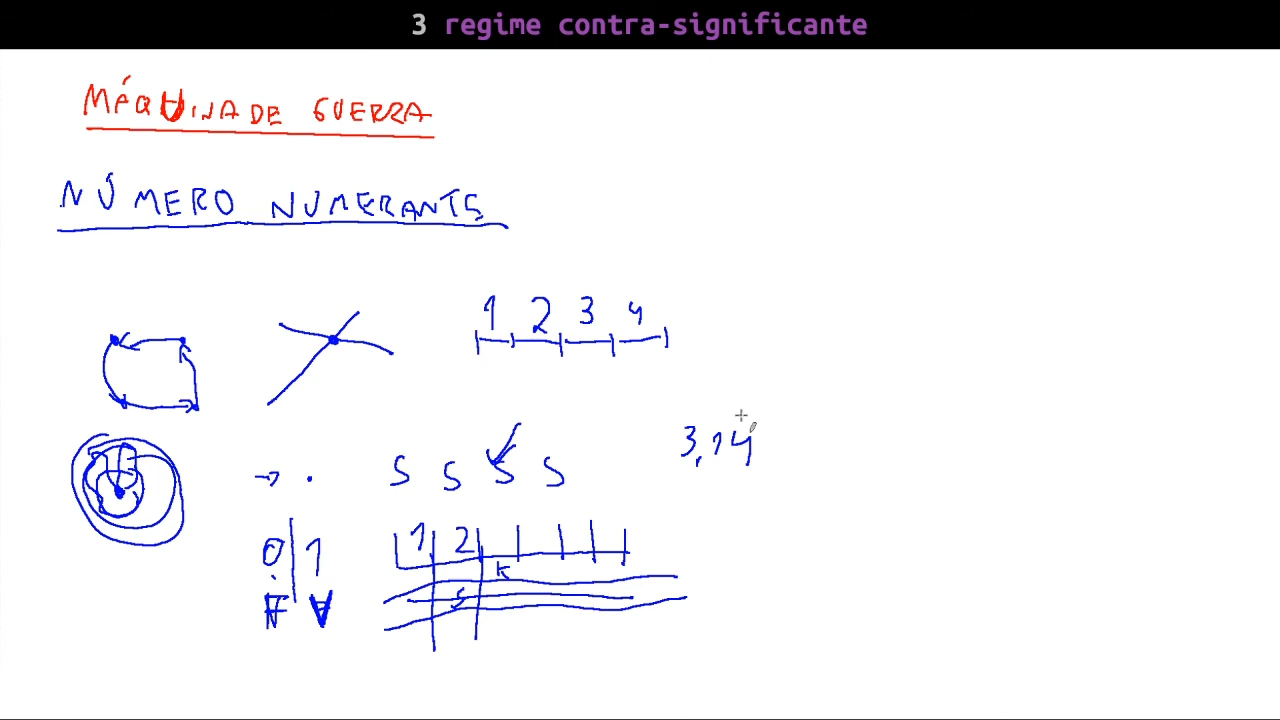 3 regime contra-significante
MÁQUINA DE GUERRA
NÚMERO NUMERANTE
1 2 3 4
3,14
S S S S
0 1
1 2
F V